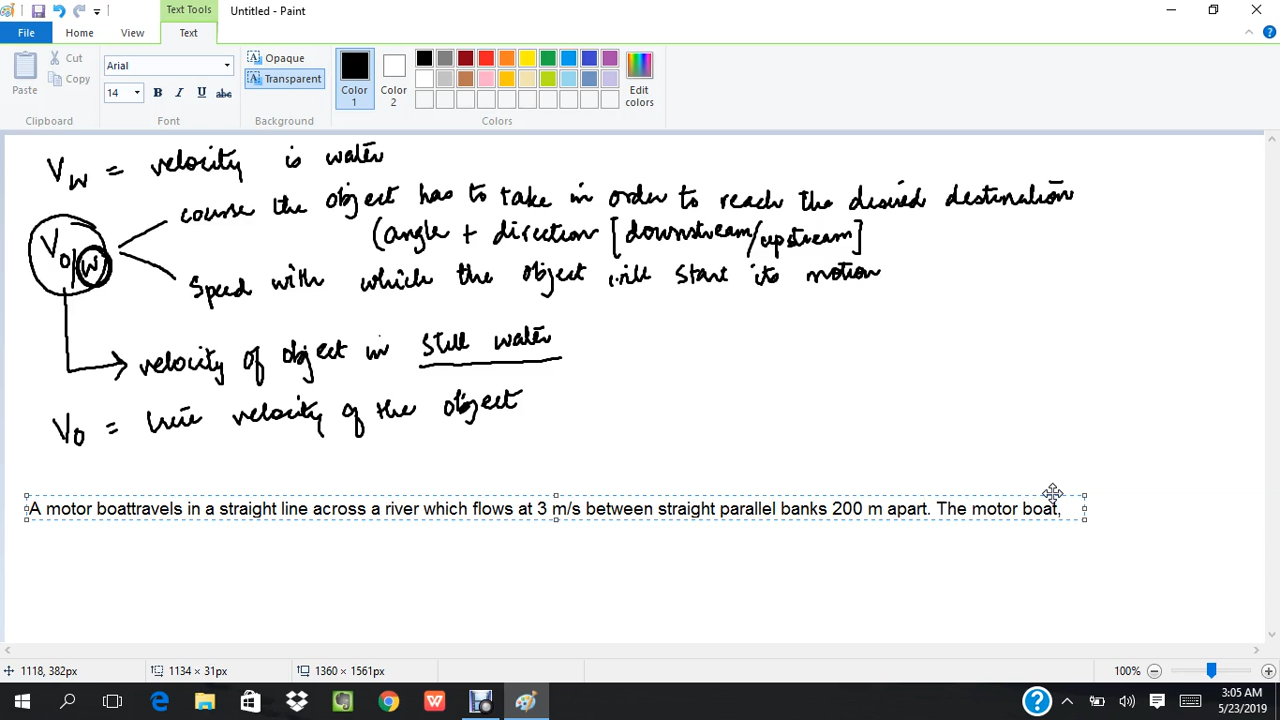 Text Tools
Untitled - Paint
File
Home
View
Text
Paste
Cut
Copy
Clipboard
Arial
14
B I U abc
Font
Opaque
Transparent
Background
Color 1
Color 2
Edit colors
Colors
Vw = velocity is water
course the object has to take in order to reach the desired destination
(angle + direction [downstream/upstream]
Vo/w
Speed with which the object will start its motion
velocity of object in still water
Vo = true velocity of the object
A motor boattravels in a straight line across a river which flows at 3 m/s between straight parallel banks 200 m apart. The motor boat,
1118, 382px
1134 × 31px
1360 × 1561px
100%
W
3:05 AM
5/23/2019